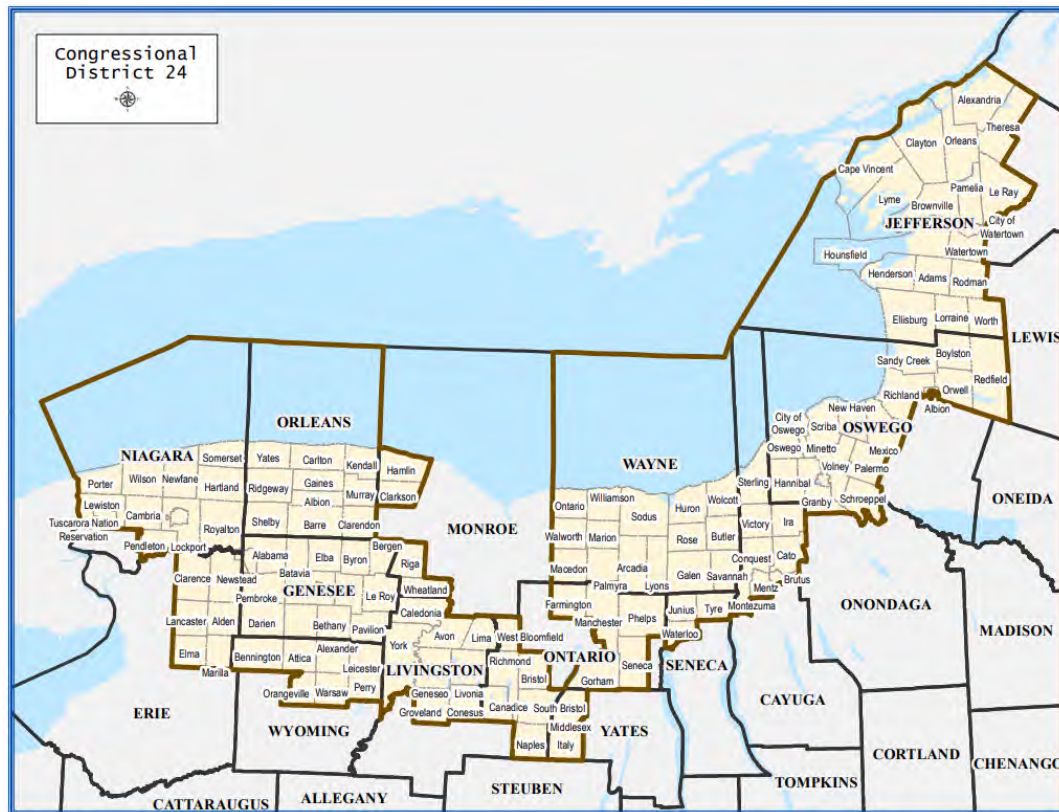 Congressional
District 24
Alexandria
Theresa
Clayton
Orleans
Cape Vincent
Pamelia
Le Ray
Lyme
Brownville
JEFFERSON
City of
Watertown
Watertown
Hounsfield
Henderson
Adams
Rodman
Ellisburg
Lorraine
Worth
LEWIS
Sandy Creek
Boylston
Redfield
Richland
Orwell
Albion
New Haven
City of
Oswego
Scriba
OSWEGO
Oswego
Minetto
Mexico
Volney
Palermo
Hannibal
Granby
Schroeppel
ONEIDA
ORLEANS
NIAGARA
Somerset
Yates
Carlton
Kendall
Hamlin
WAYNE
Porter
Wilson
Newfane
Hartland
Ridgeway
Gaines
Murray
Clarkson
Lewiston
Cambria
Albion
Tuscarora Nation
Reservation
Royalton
Shelby
Barre
Clarendon
MONROE
Pendleton
Lockport
Ontario
Williamson
Sodus
Huron
Wolcott
Sterling
Walworth
Marion
Rose
Butler
Victory
Ira
Macedon
Arcadia
Palmyra
Lyons
Galen
Savannah
Conquest
Cato
Mentz
Brutus
Montezuma
Alabama
Elba
Byron
Bergen
Riga
Clarence
Newstead
Batavia
GENESEE
Le Roy
Wheatland
Pembroke
Caledonia
Lancaster
Alden
Darien
Bethany
Pavilion
York
Avon
Lima
West Bloomfield
Farmington
Manchester
Phelps
Junius
Tyre
Waterloo
ONONDAGA
MADISON
Elma
Marilla
Bennington
Attica
Alexander
Leicester
LIVINGSTON
Richmond
ONTARIO
Seneca
SENECA
Bristol
Gorham
Orangeville
Warsaw
Perry
Geneseo
Livonia
Groveland
Conesus
Canadice
South Bristol
Middlesex
Naples
Italy
YATES
CAYUGA
ERIE
WYOMING
CORTLAND
CHENANGO
STEUBEN
TOMPKINS
CATTARAUGUS
ALLEGANY